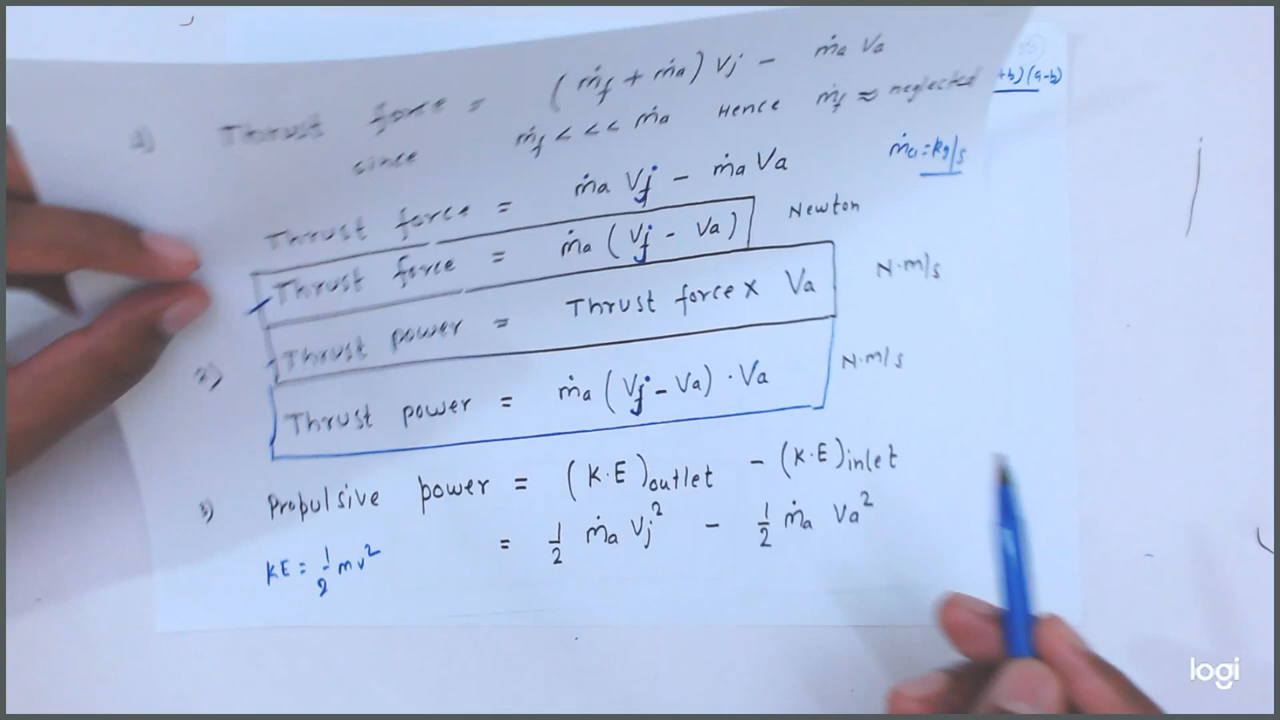 1) Thrust force = (ṁf + ṁa) Vj – ṁa Va
+b)(a-b)
since ṁf <<< ṁa Hence ṁf ≈ neglected
ṁa = kg/s
Thrust force = ṁa Vj – ṁa Va
Thrust force = ṁa (Vj – Va) Newton
2) Thrust power = Thrust force x Va N·m/s
Thrust power = ṁa (Vj – Va) · Va N·m/s
3) Propulsive power = (K·E)outlet – (K·E)inlet
= 1/2 ṁa Vj² – 1/2 ṁa Va²
KE = 1/2 mv²
logi